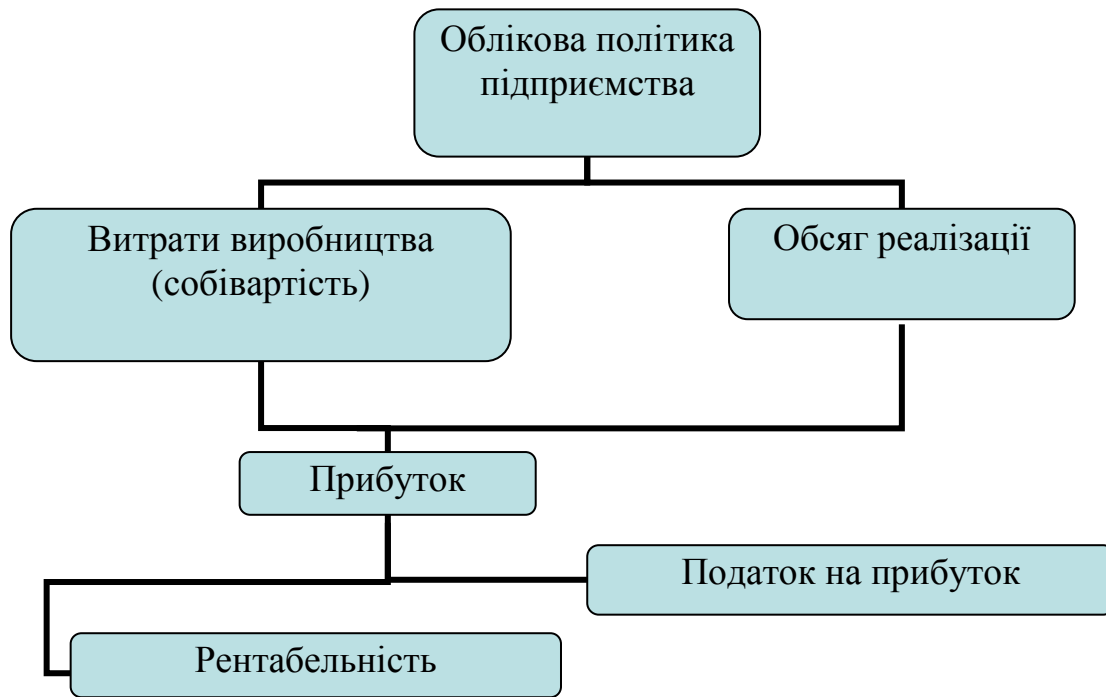 Облікова політика
підприємства
Витрати виробництва
(собівартість)
Обсяг реалізації
Прибуток
Податок на прибуток
Рентабельність